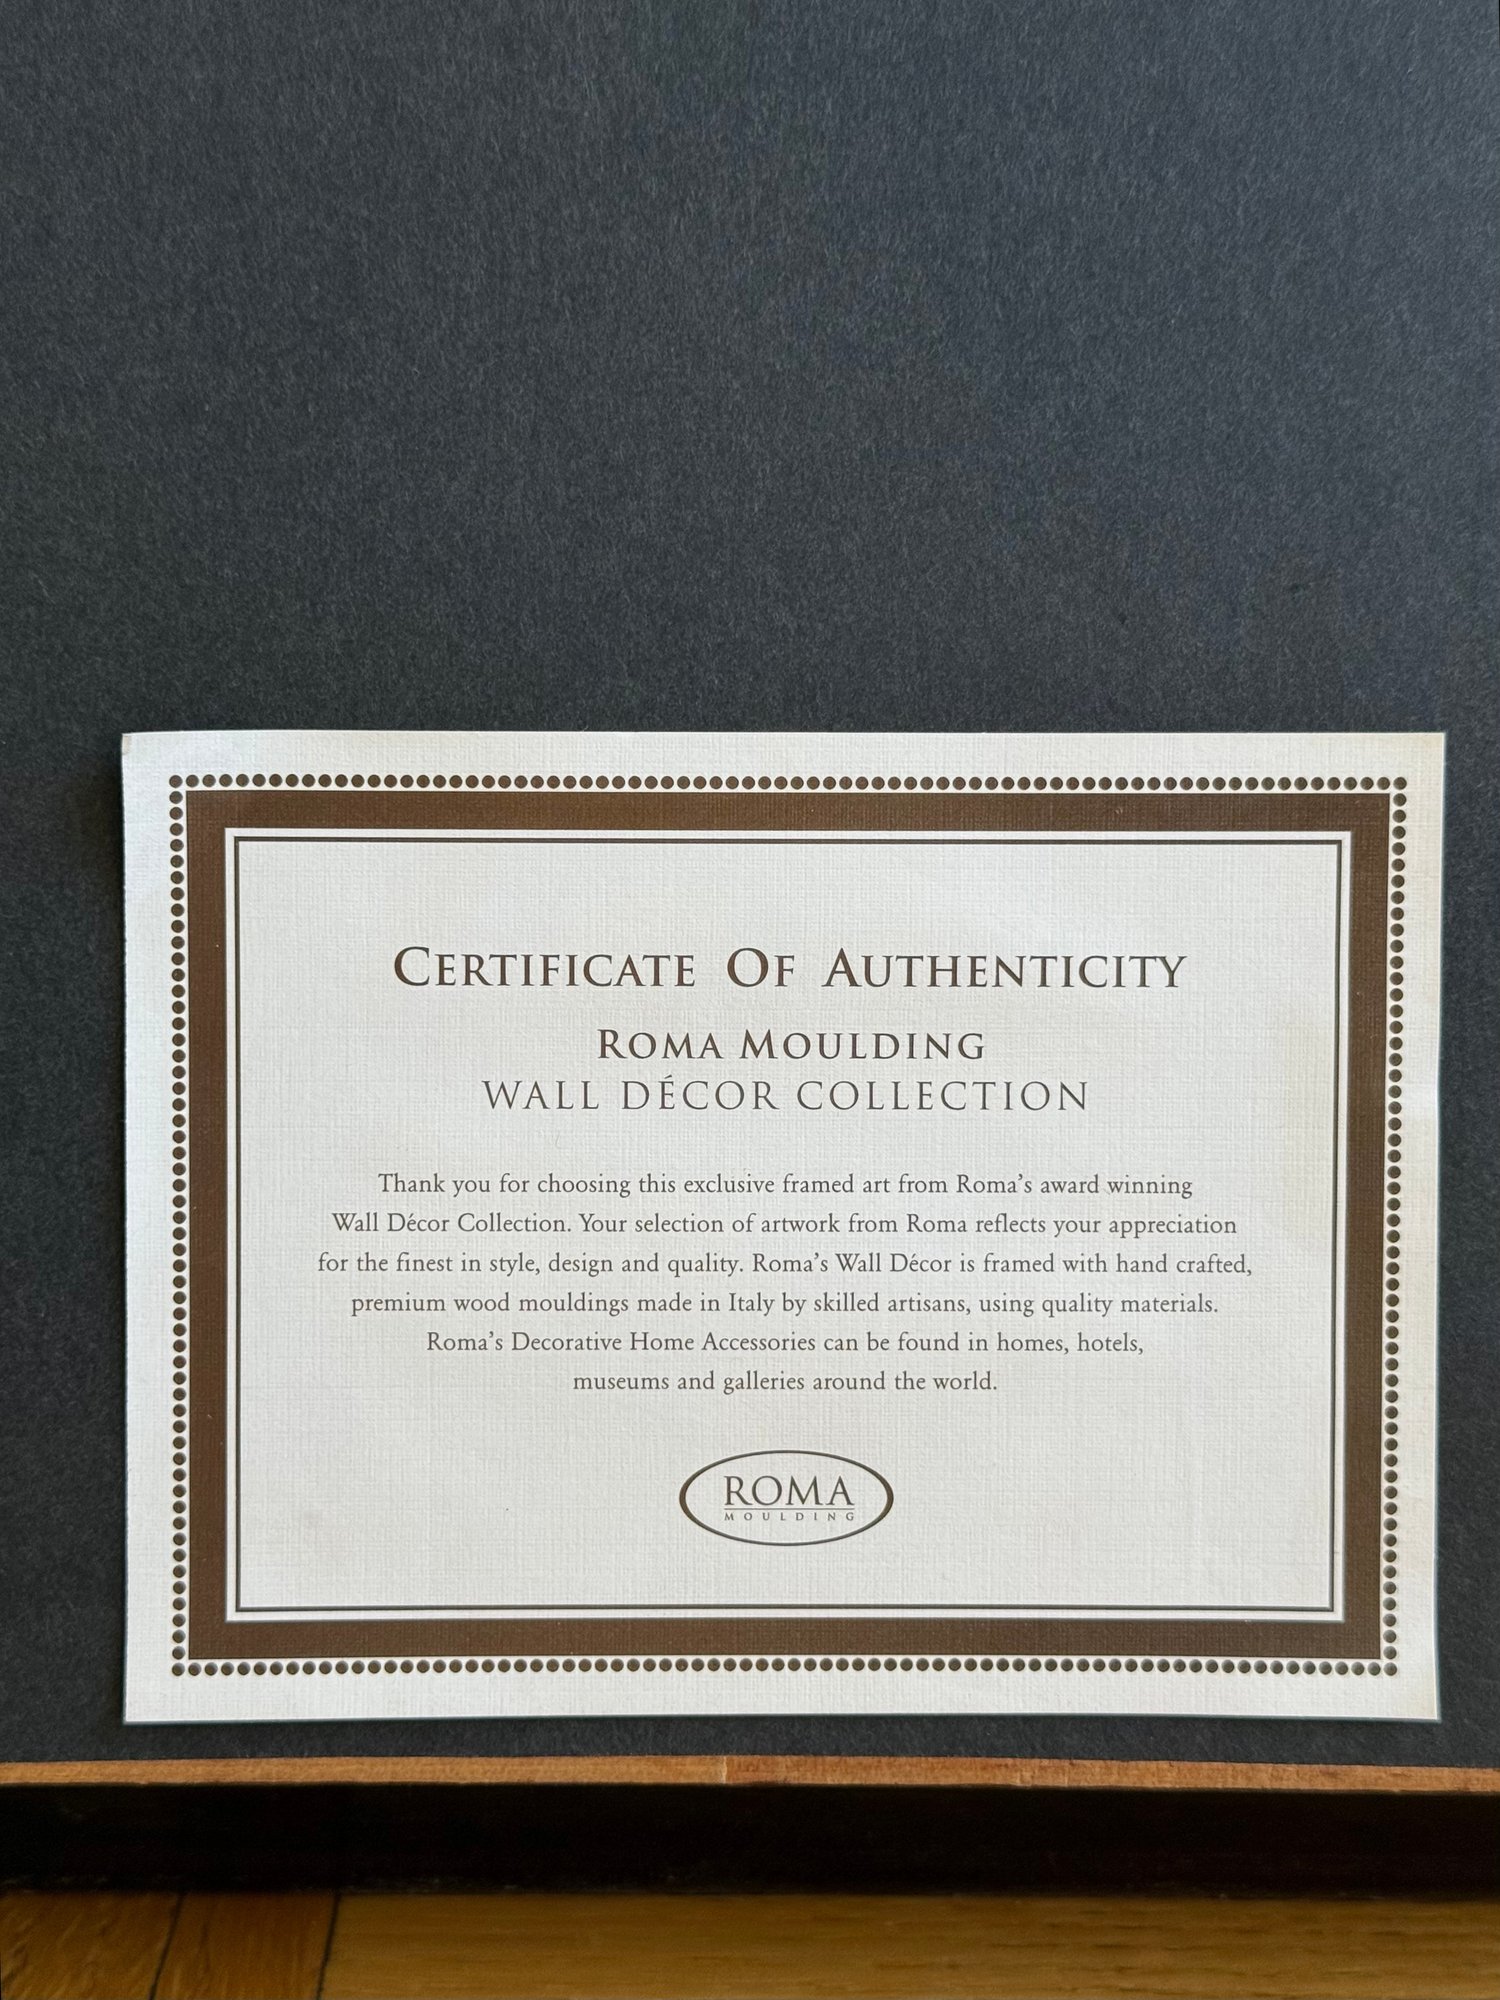 CERTIFICATE OF AUTHENTICITY
ROMA MOULDING
WALL DÉCOR COLLECTION
Thank you for choosing this exclusive framed art from Roma's award winning
Wall Décor Collection. Your selection of artwork from Roma reflects your appreciation
for the finest in style, design and quality. Roma's Wall Décor is framed with hand crafted,
premium wood mouldings made in Italy by skilled artisans, using quality materials.
Roma's Decorative Home Accessories can be found in homes, hotels,
museums and galleries around the world.
ROMA
MOULDING